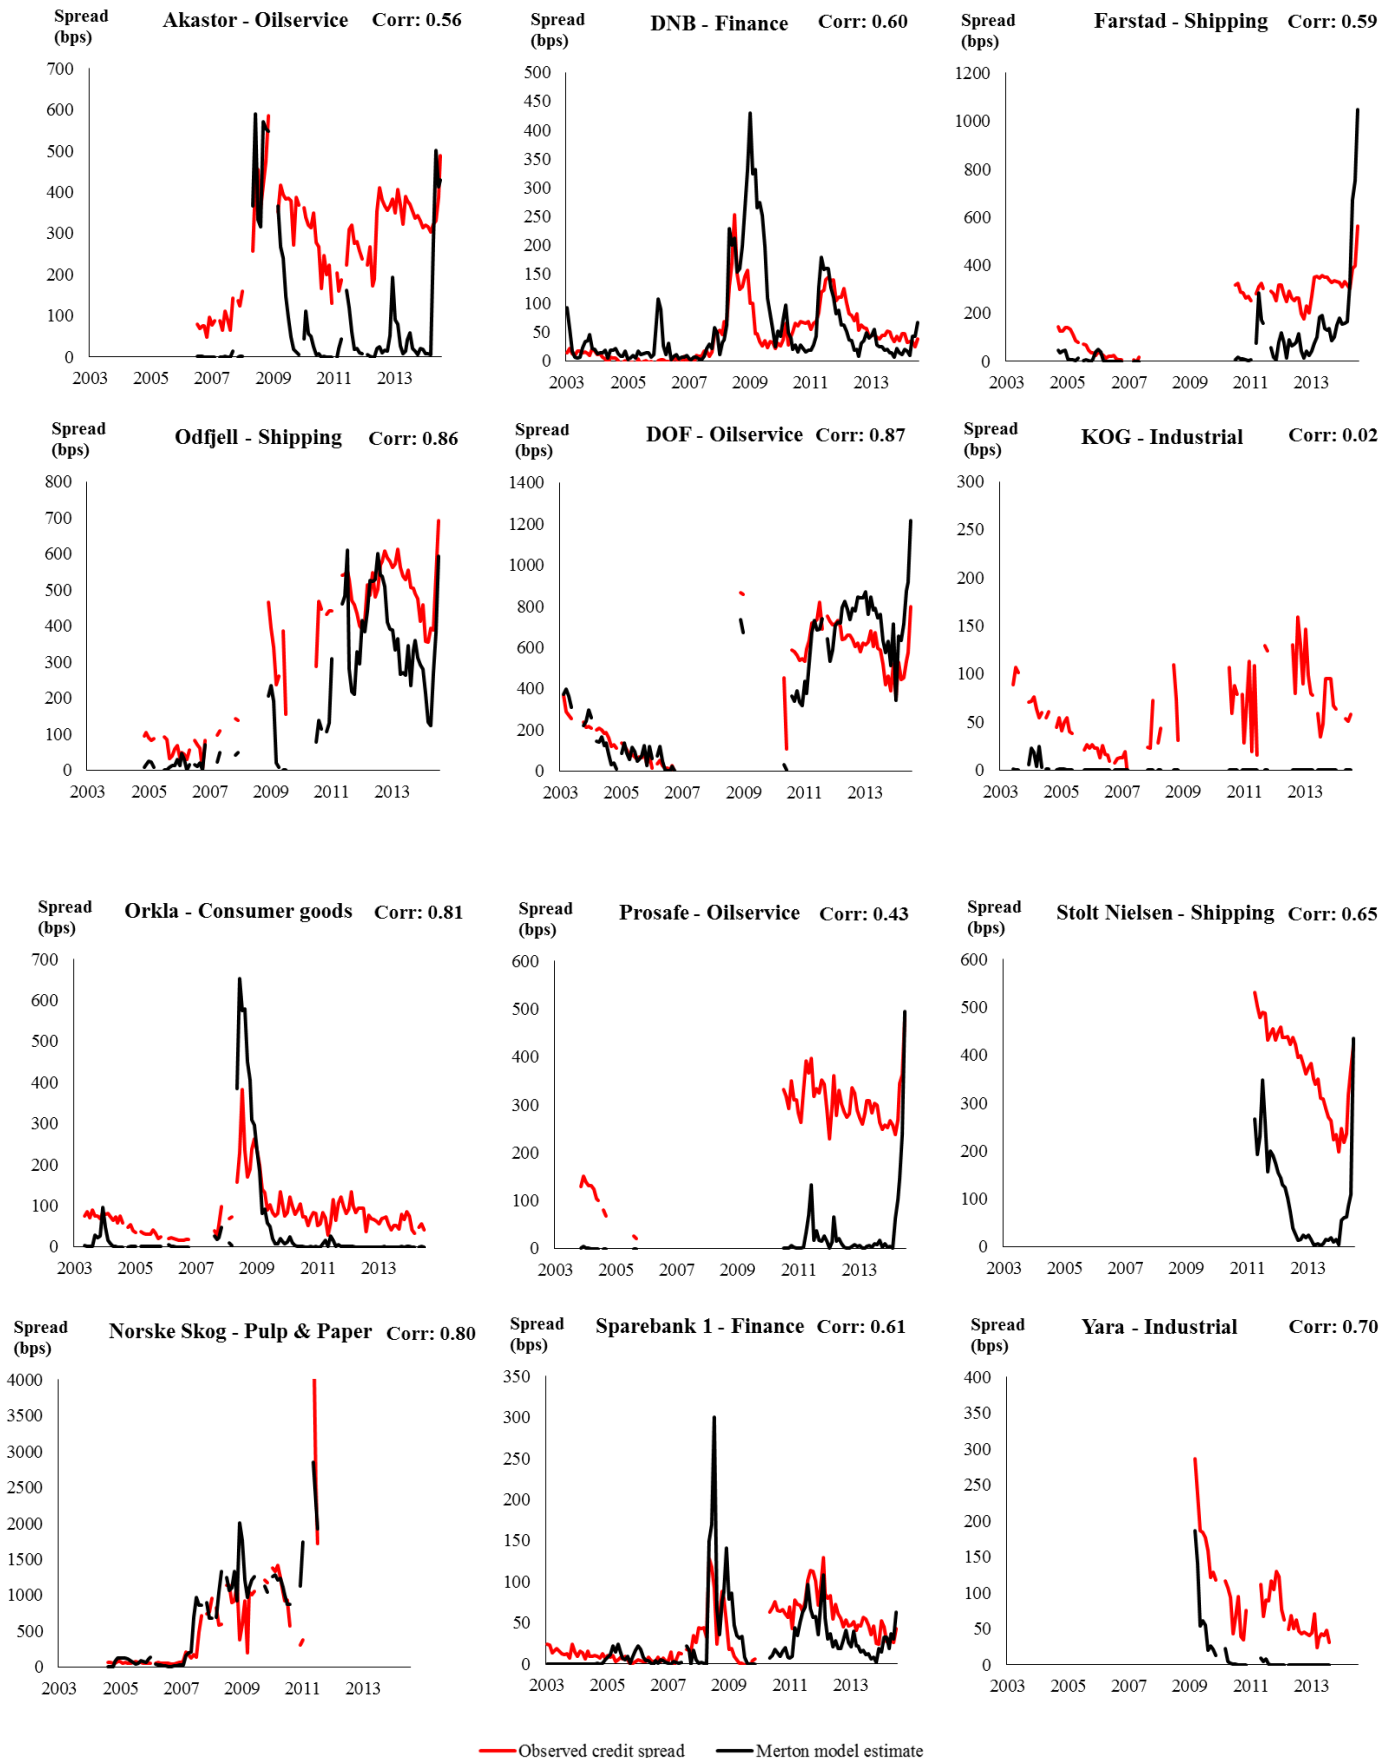 Spread
(bps)
Akastor - Oilservice
Corr: 0.56
700
600
500
400
300
200
100
0
2003 2005 2007 2009 2011 2013
Spread
(bps)
DNB - Finance
Corr: 0.60
500
450
400
350
300
250
200
150
100
50
0
2003 2005 2007 2009 2011 2013
Spread
(bps)
Farstad - Shipping
Corr: 0.59
1200
1000
800
600
400
200
0
2003 2005 2007 2009 2011 2013
Spread
(bps)
Odfjell - Shipping
Corr: 0.86
800
700
600
500
400
300
200
100
0
2003 2005 2007 2009 2011 2013
Spread
(bps)
DOF - Oilservice
Corr: 0.87
1400
1200
1000
800
600
400
200
0
2003 2005 2007 2009 2011 2013
Spread
(bps)
KOG - Industrial
Corr: 0.02
300
250
200
150
100
50
0
2003 2005 2007 2009 2011 2013
Spread
(bps)
Orkla - Consumer goods
Corr: 0.81
700
600
500
400
300
200
100
0
2003 2005 2007 2009 2011 2013
Spread
(bps)
Prosafe - Oilservice
Corr: 0.43
600
500
400
300
200
100
0
2003 2005 2007 2009 2011 2013
Spread
(bps)
Stolt Nielsen - Shipping
Corr: 0.65
600
500
400
300
200
100
0
2003 2005 2007 2009 2011 2013
Spread
(bps)
Norske Skog - Pulp & Paper
Corr: 0.80
4000
3500
3000
2500
2000
1500
1000
500
0
2003 2005 2007 2009 2011 2013
Spread
(bps)
Sparebank 1 - Finance
Corr: 0.61
350
300
250
200
150
100
50
0
2003 2005 2007 2009 2011 2013
Spread
(bps)
Yara - Industrial
Corr: 0.70
400
350
300
250
200
150
100
50
0
2003 2005 2007 2009 2011 2013
Observed credit spread
Merton model estimate